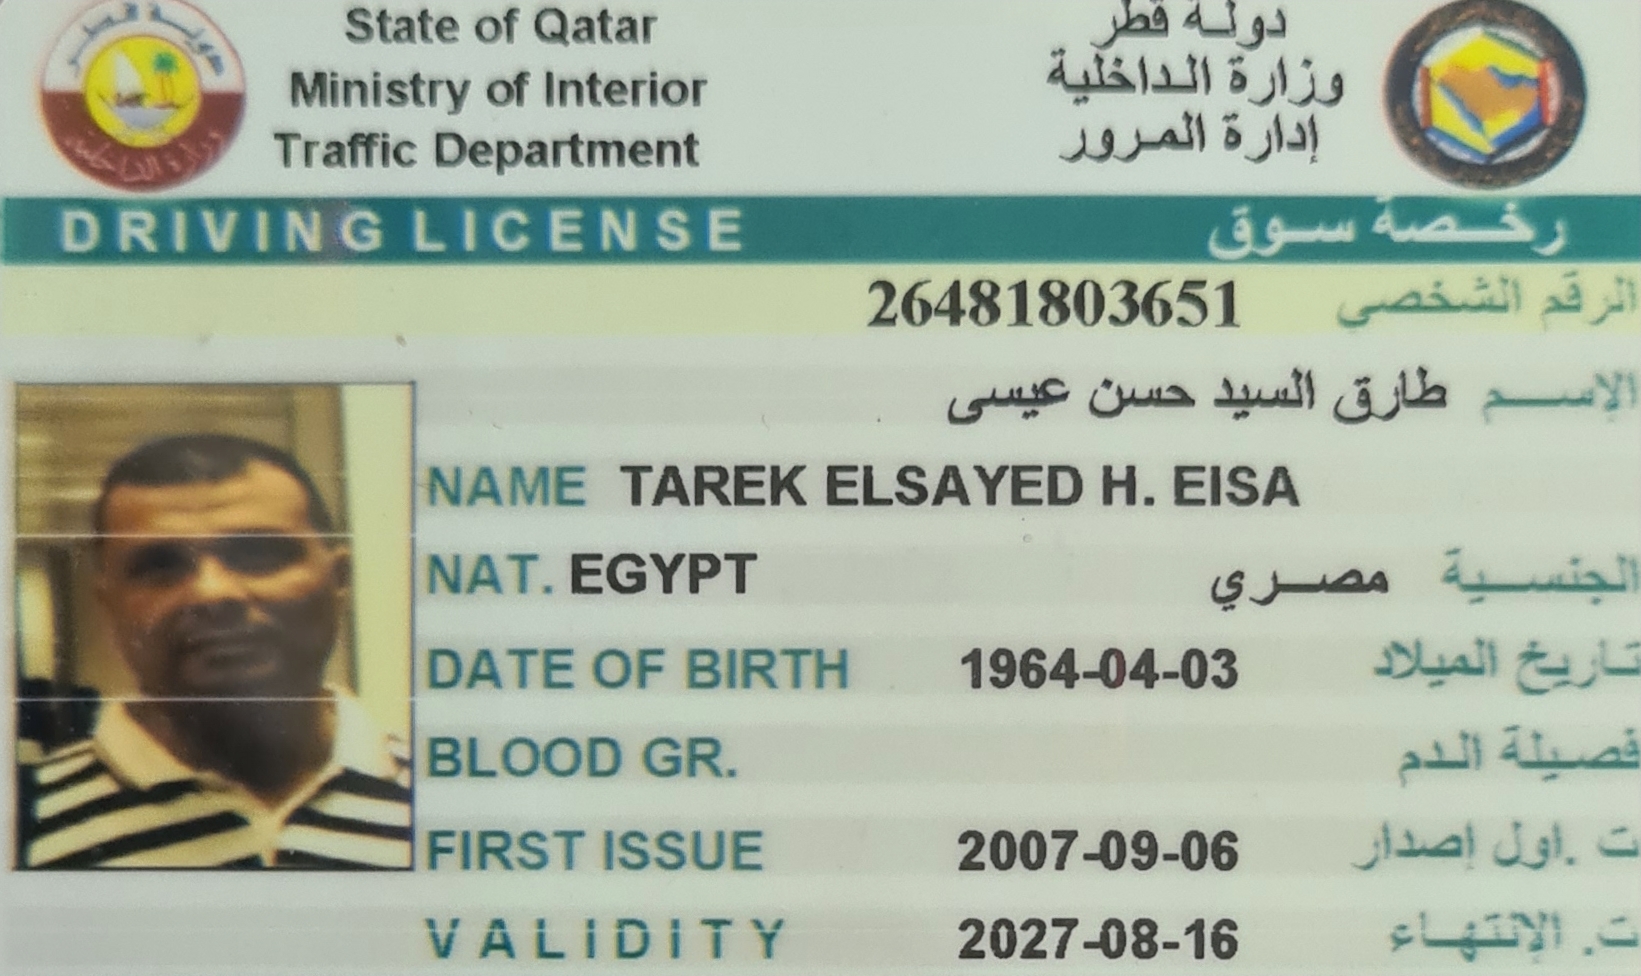 State of Qatar
دولة قطر
Ministry of Interior
وزارة الداخلية
Traffic Department
إدارة المرور
DRIVING LICENSE رخصة سوق
26481803651 الرقم الشخصي
الإسم طارق السيد حسن عيسى
NAME TAREK ELSAYED H. EISA
NAT. EGYPT مصري الجنسية
DATE OF BIRTH 1964-04-03 تاريخ الميلاد
BLOOD GR. فصيلة الدم
FIRST ISSUE 2007-09-06 ت .اول إصدار
VALIDITY 2027-08-16 ت. الإنتهاء